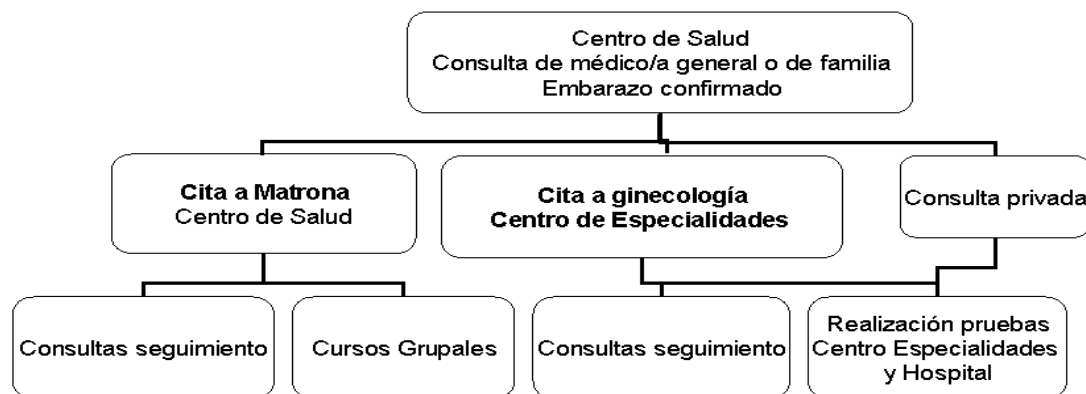 Centro de Salud
Consulta de médico/a general o de familia
Embarazo confirmado
Cita a Matrona
Centro de Salud
Cita a ginecología
Centro de Especialidades
Consulta privada
Consultas seguimiento
Cursos Grupales
Consultas seguimiento
Realización pruebas
Centro Especialidades
y Hospital